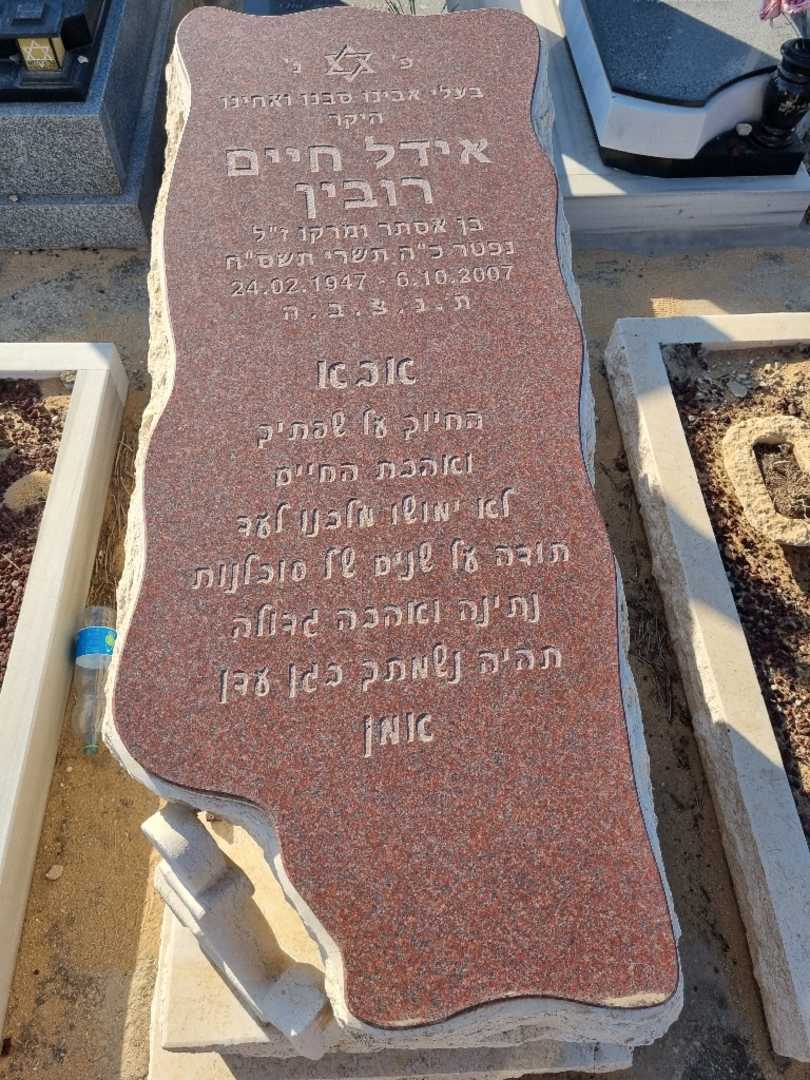 פ' נ'
בעלי אבינו סבנו ואחינו
היקר
אידל חיים
רובין
בן אסתר ומרקו ז"ל
נפטר כ"ה תשרי תשס"ח
24.02.1947 - 6.10.2007
ת.נ.צ.ב.ה
אבא
החיוך על שפתיך
ואהבת החיים
לא ימושו מלבנו לעד
תודה על שנים של סובלנות
נתינה ואהבה גדולה
תהיה נשמתך בגן עדן
אמן